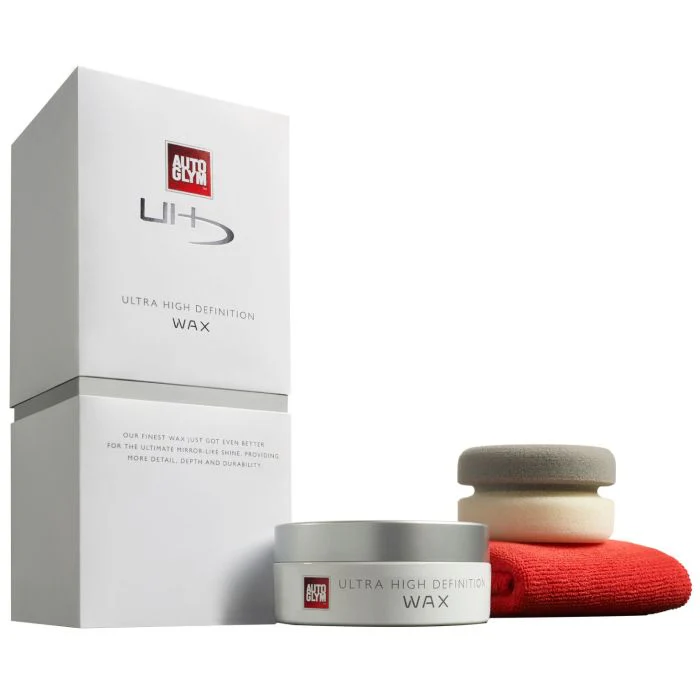 AUTO
GLYM
UHD
ULTRA HIGH DEFINITION
WAX
OUR FINEST WAX JUST GOT EVEN BETTER
FOR THE ULTIMATE MIRROR-LIKE SHINE, PROVIDING
MORE DETAIL, DEPTH AND DURABILITY.
AUTO
GLYM
ULTRA HIGH DEFINITION
WAX